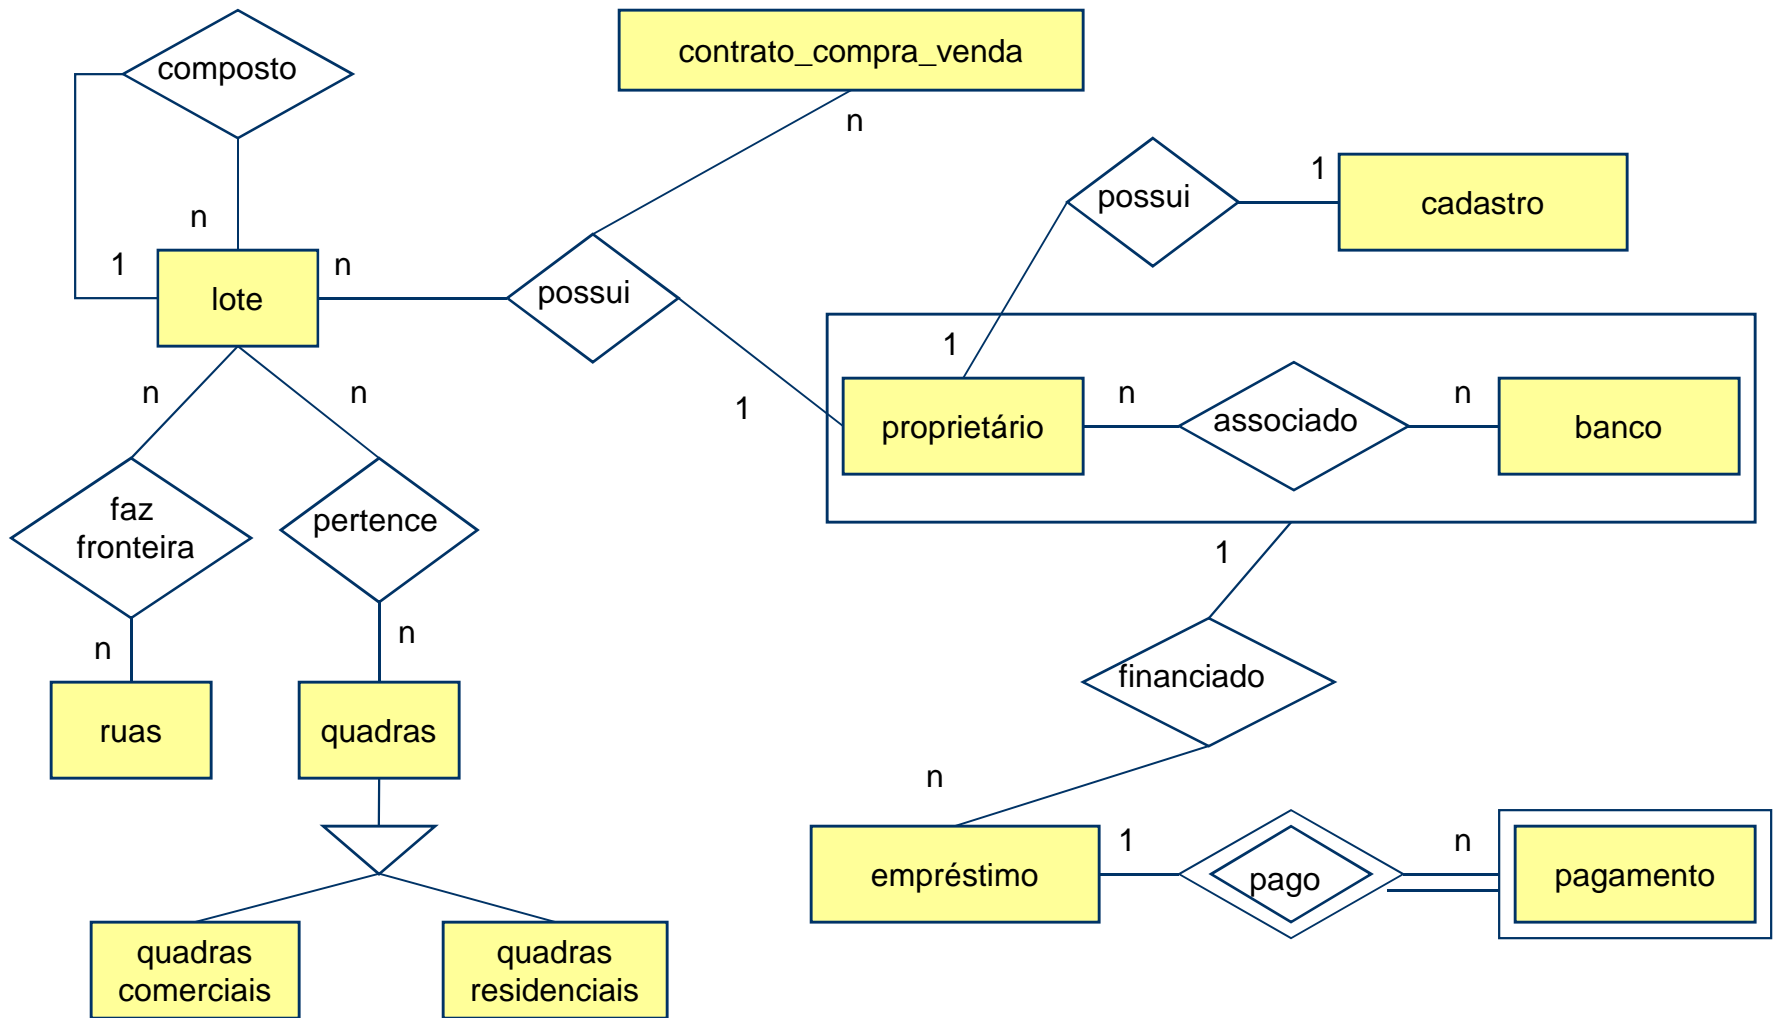 composto
contrato_compra_venda
n
possui
1
cadastro
n
1
lote
n
possui
1
1
proprietário
n
associado
n
banco
n
n
faz
fronteira
pertence
n
n
1
financiado
ruas
quadras
n
empréstimo
1
pago
n
pagamento
quadras
comerciais
quadras
residenciais